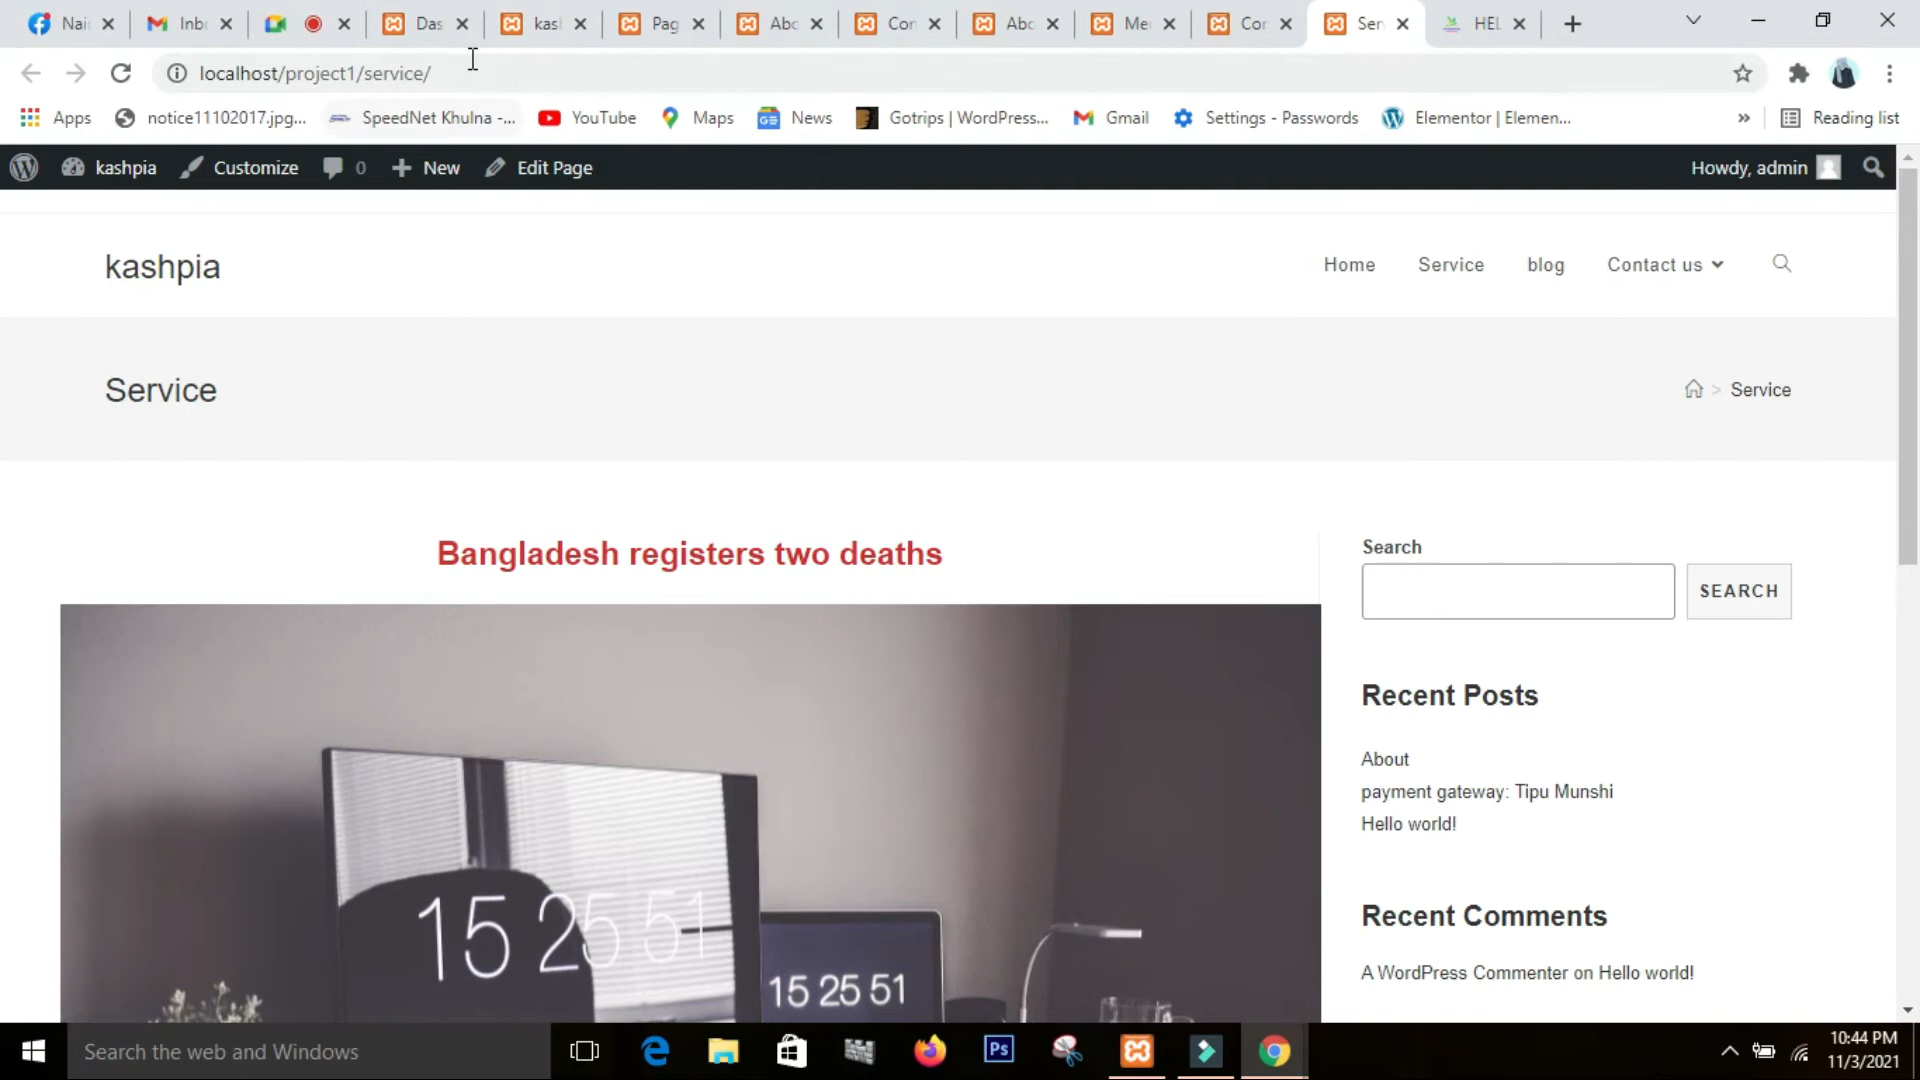 Nai
Inb
Das
kasl
Pag
Abc
Con
Abc
Me
Cor
Ser
HEL
localhost/project1/service/
Apps
notice11102017.jpg...
SpeedNet Khulna -...
YouTube
Maps
News
Gotrips | WordPress...
Gmail
Settings - Passwords
Elementor | Elemen...
»
Reading list
kashpia
Customize
0
New
Edit Page
Howdy, admin
kashpia
Home
Service
blog
Contact us
Service
> Service
Bangladesh registers two deaths
Search
SEARCH
Recent Posts
About
payment gateway: Tipu Munshi
Hello world!
Recent Comments
A WordPress Commenter on Hello world!
15 25 51
15 25 51
Search the web and Windows
Ps
10:44 PM
11/3/2021